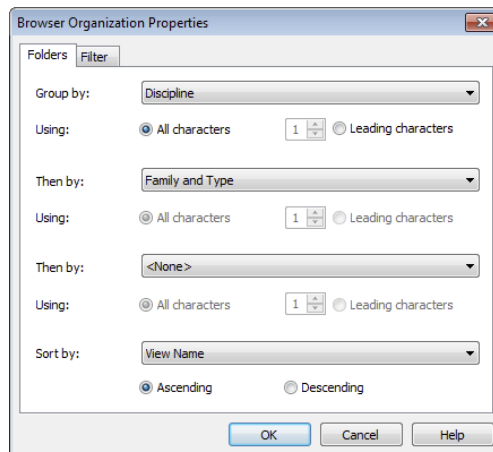 Browser Organization Properties
Folders Filter
Group by: Discipline
Using: All characters 1 Leading characters
Then by: Family and Type
Using: All characters 1 Leading characters
Then by: <None>
Using: All characters 1 Leading characters
Sort by: View Name
Ascending Descending
OK Cancel Help